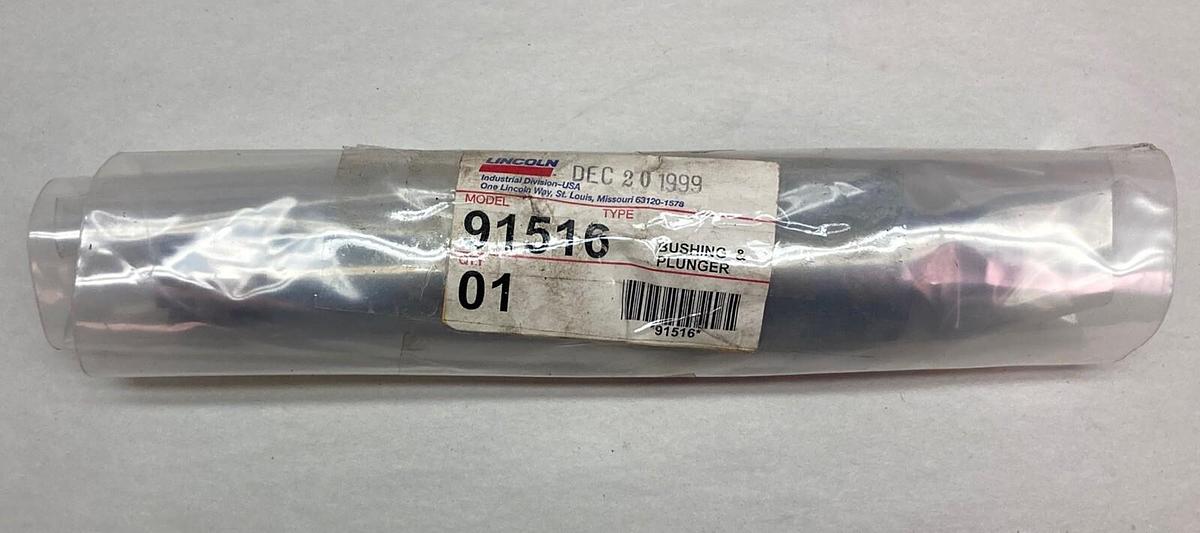 LINCOLN
DEC 20 1999
Industrial Division-USA
One Lincoln Way, St. Louis, Missouri 63120-1578
MODEL TYPE
91516 BUSHING &
PLUNGER
QTY
01
91516*